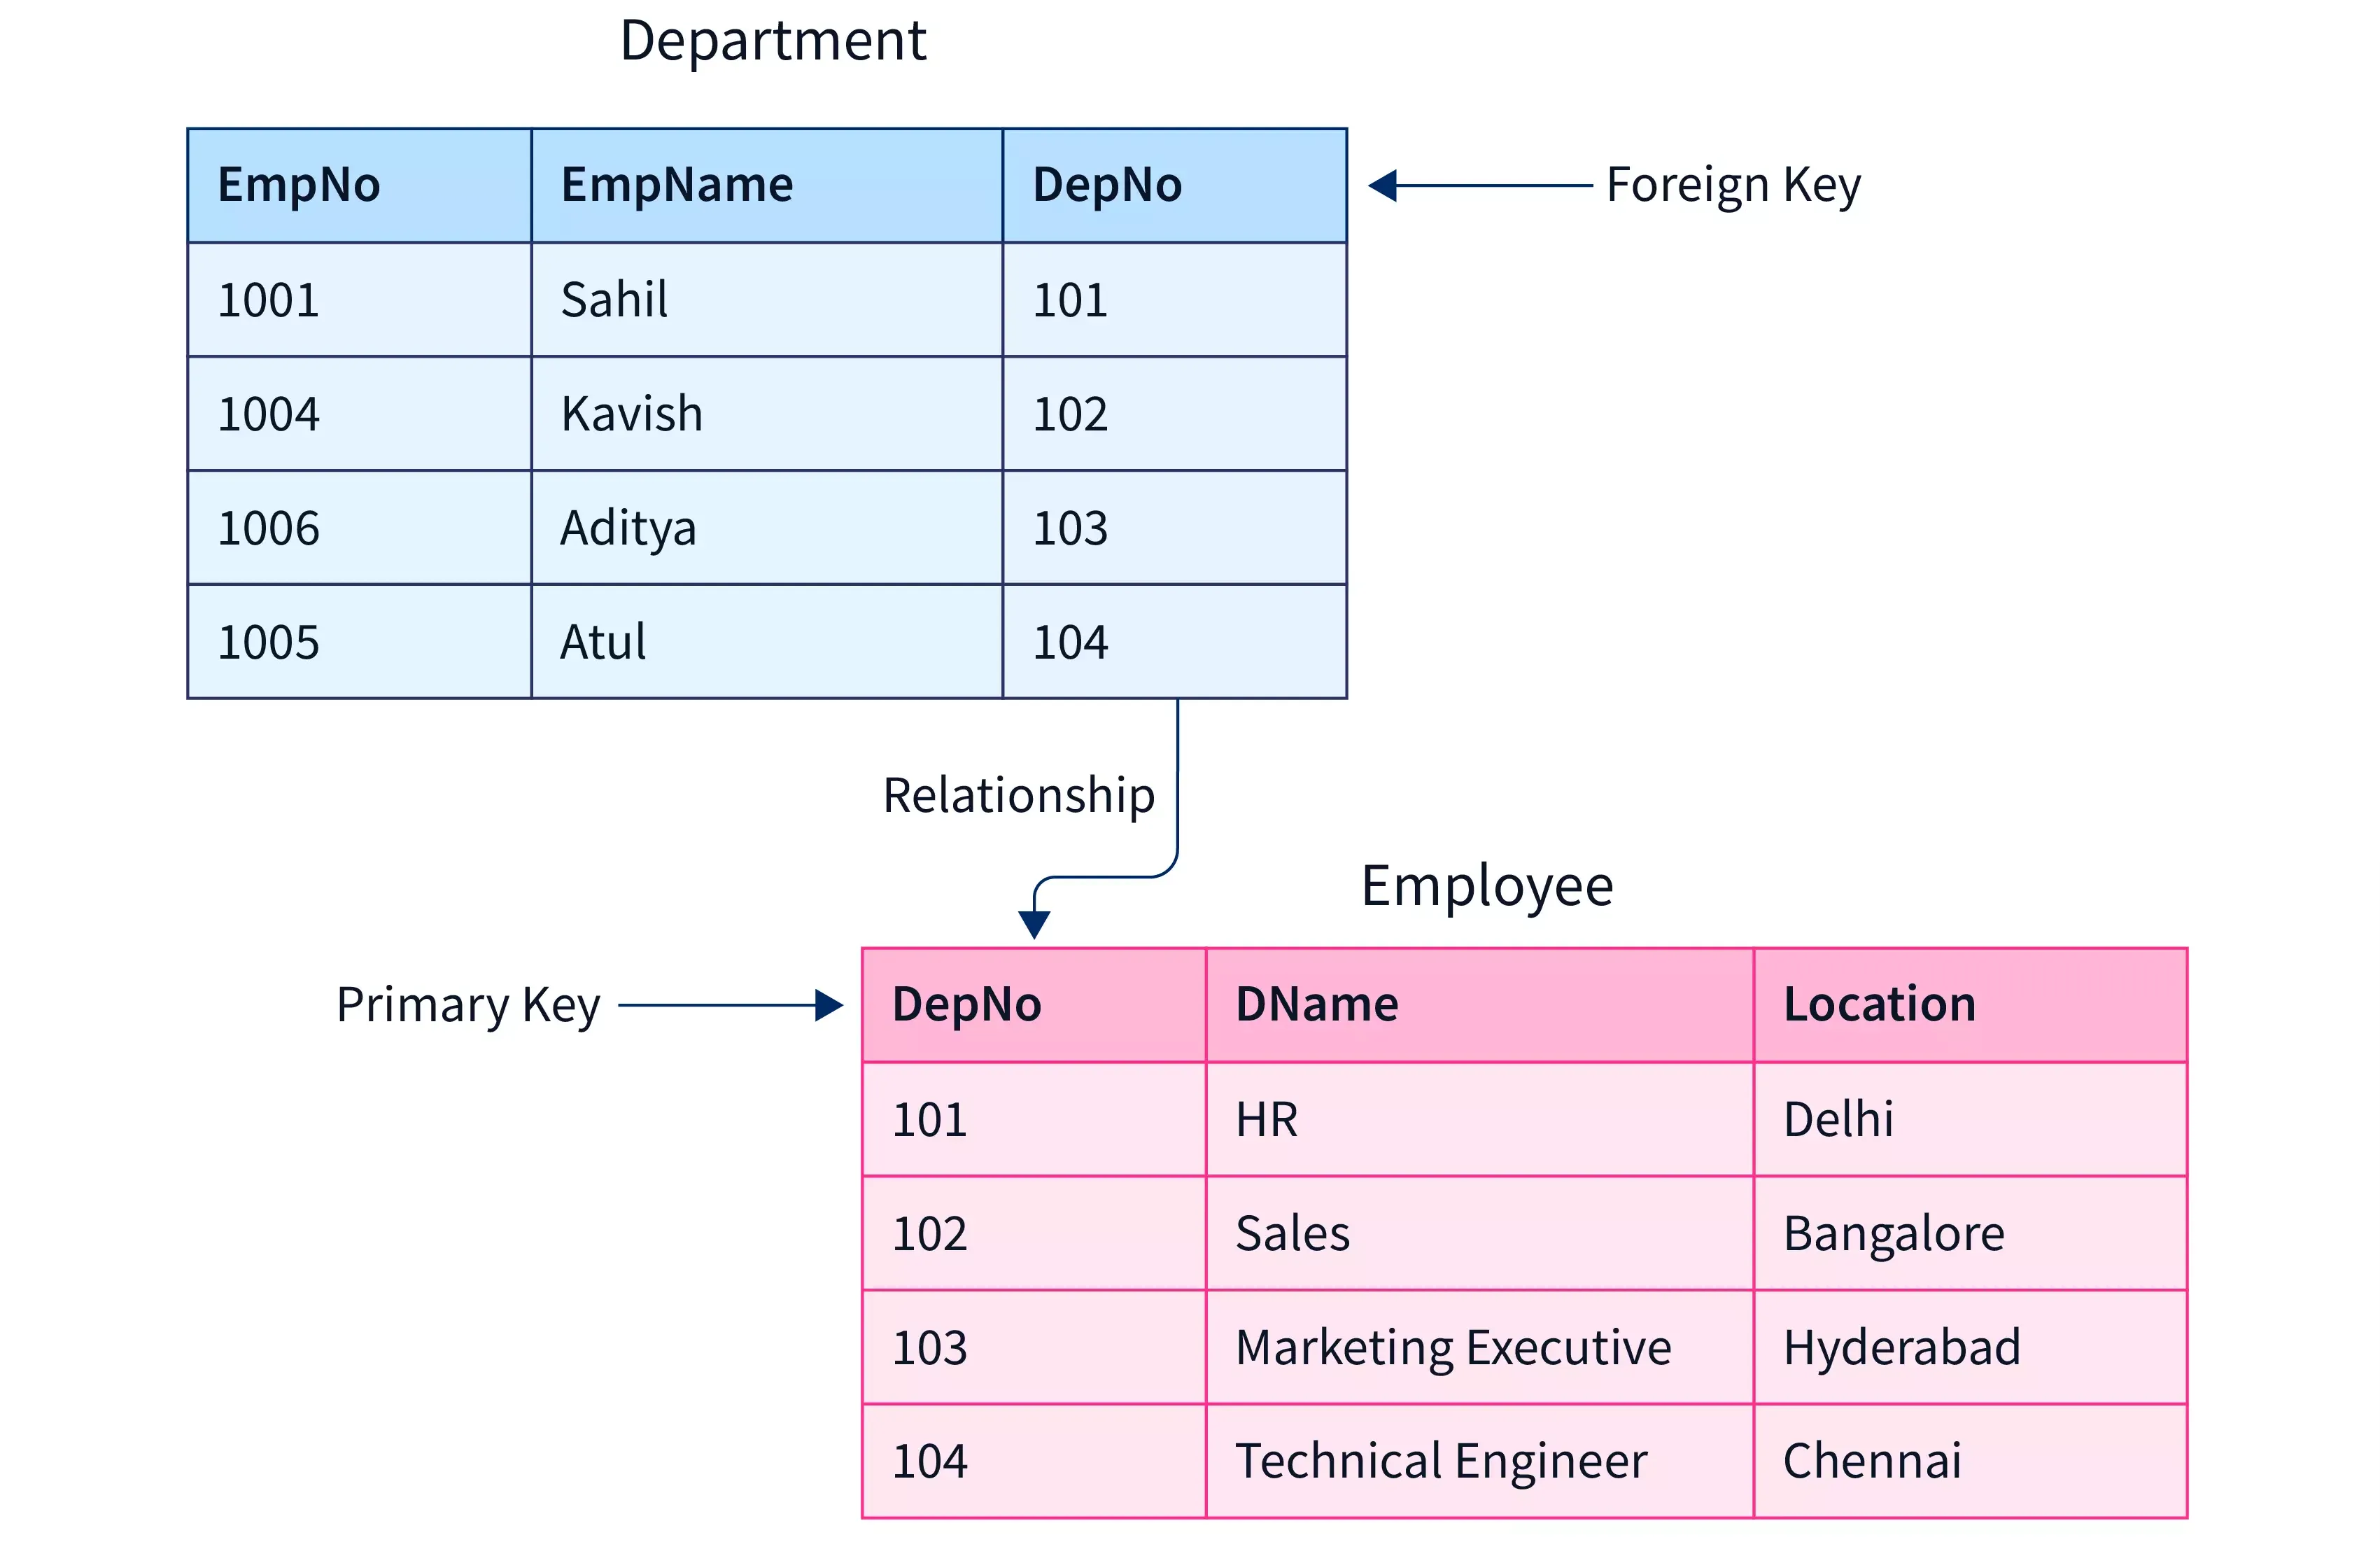 Department
EmpNo EmpName DepNo
Foreign Key
1001 Sahil 101
1004 Kavish 102
1006 Aditya 103
1005 Atul 104
Relationship
Employee
Primary Key
DepNo DName Location
101 HR Delhi
102 Sales Bangalore
103 Marketing Executive Hyderabad
104 Technical Engineer Chennai